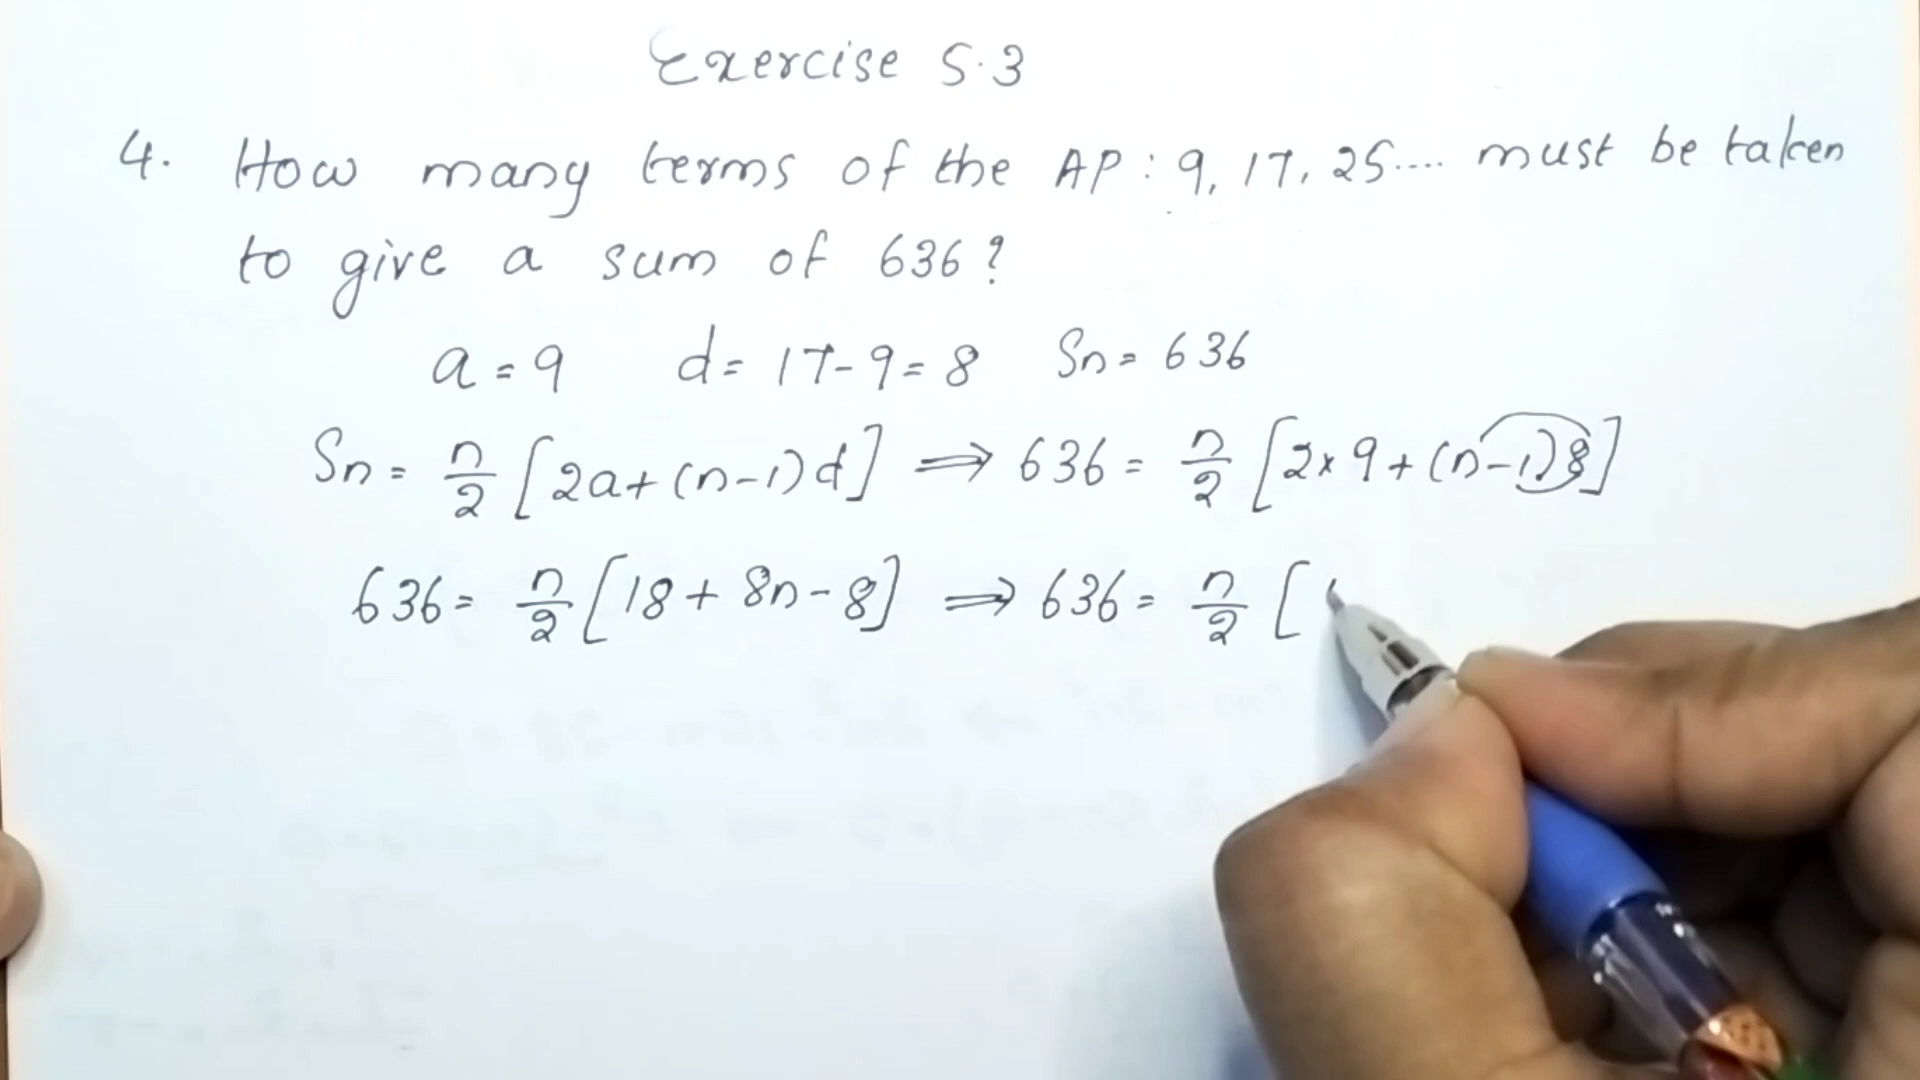 Exercise 5.3
4. How many terms of the AP : 9, 17, 25.... must be taken
to give a sum of 636?
a = 9 d = 17 - 9 = 8 Sn = 636
Sn = n/2 [2a + (n-1)d] ⟹ 636 = n/2 [2 × 9 + (n-1)8]
636 = n/2 [18 + 8n - 8] ⟹ 636 = n/2 [